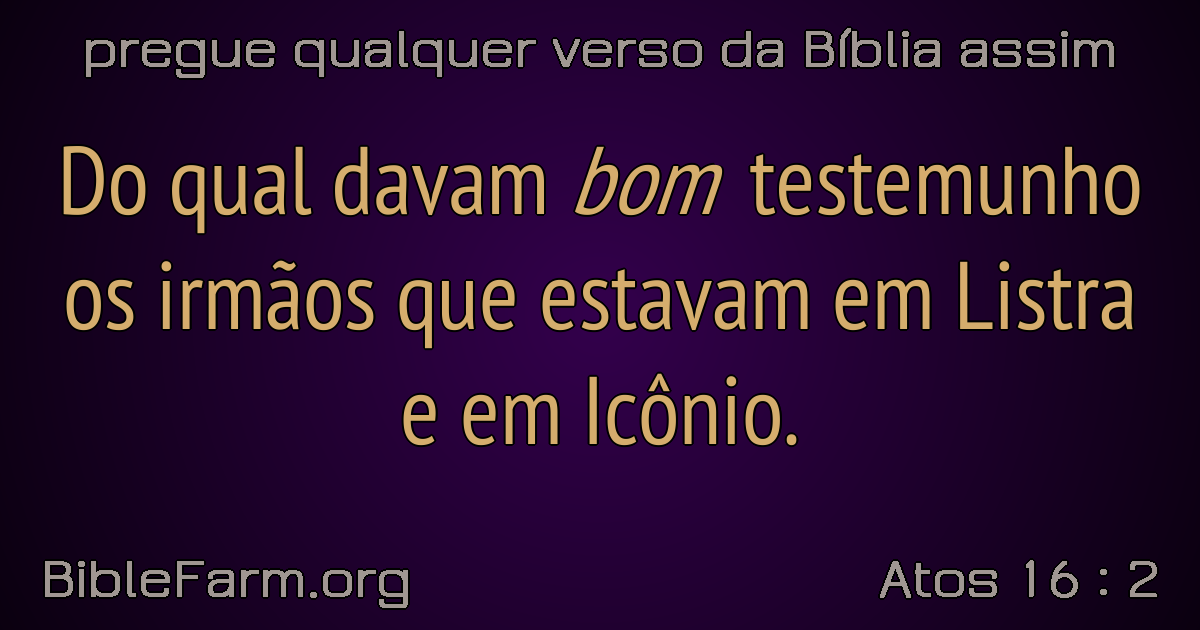 pregue qualquer verso da Bíblia assim
Do qual davam bom testemunho
os irmãos que estavam em Listra
e em Icônio.
BibleFarm.org
Atos 16 : 2